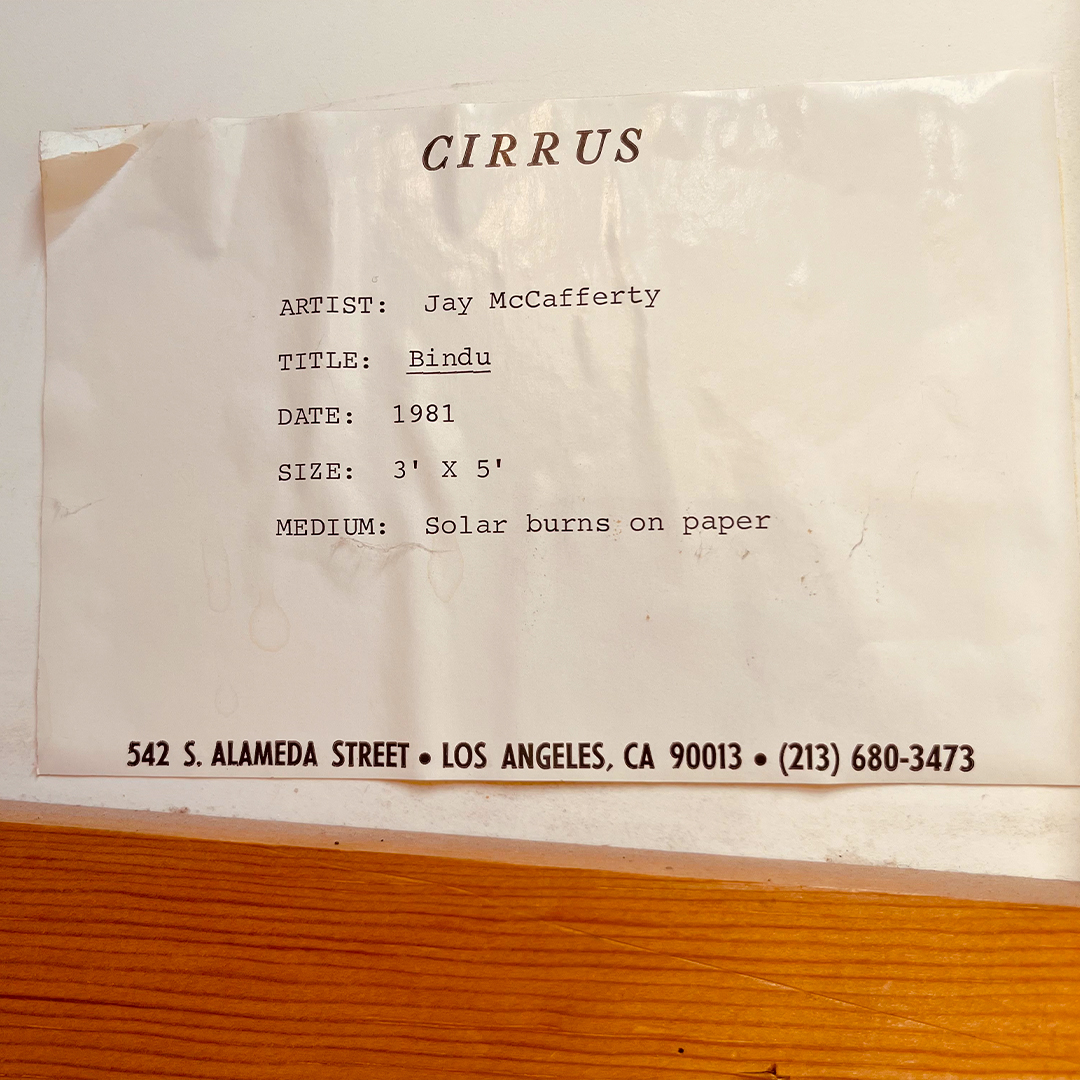 CIRRUS
ARTIST: Jay McCafferty
TITLE: Bindu
DATE: 1981
SIZE: 3' X 5'
MEDIUM: Solar burns on paper
542 S. ALAMEDA STREET • LOS ANGELES, CA 90013 • (213) 680-3473